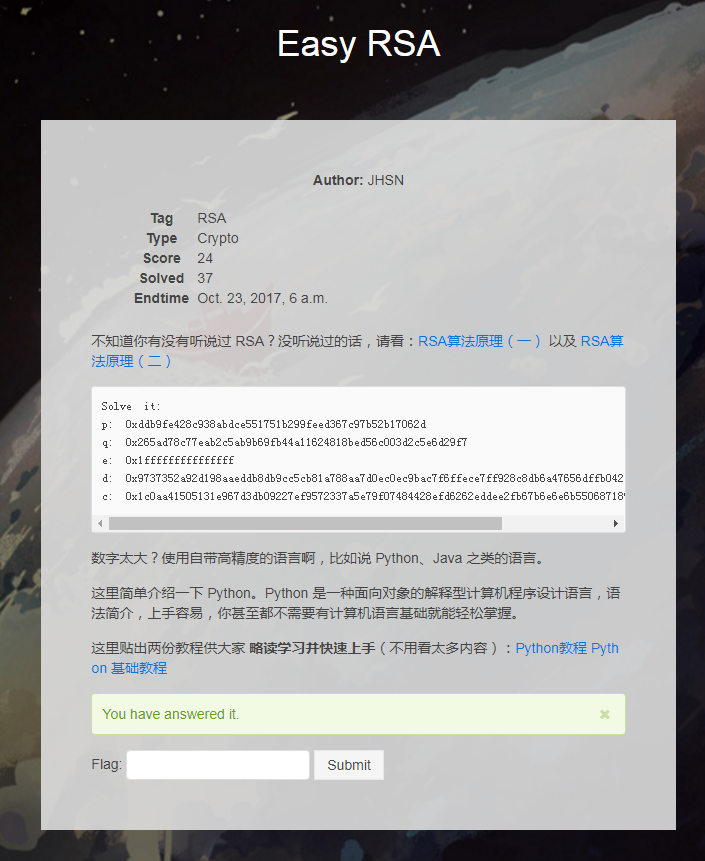 Easy RSA
Author: JHSN
Tag RSA
Type Crypto
Score 24
Solved 37
Endtime Oct. 23, 2017, 6 a.m.
不知道你有没有听说过 RSA？没听说过的话，请看：RSA算法原理（一） 以及 RSA算
法原理（二）
Solve it:
p: 0xddb9fe428c938abdce551751b299feed367c97b52b17062d
q: 0x265ad78c77eab2c5ab9b69fb44a11624818bed56c003d2c5e6d29f7
e: 0x1fffffffffffffff
d: 0x9737352a92d198aaeddb8db9cc5cb81a788aa7d0ec0ec9bac7f6ffece7ff928c8db6a47656dffb042
c: 0x1c0aa41505131e967d3db09227ef9572337a5e79f07484428efd6262eddee2fb67b6e6e6b55068718
数字太大？使用自带高精度的语言啊，比如说 Python、Java 之类的语言。
这里简单介绍一下 Python。Python 是一种面向对象的解释型计算机程序设计语言，语
法简介，上手容易，你甚至都不需要有计算机语言基础就能轻松掌握。
这里贴出两份教程供大家 略读学习并快速上手（不用看太多内容）：Python教程 Pyth
on 基础教程
You have answered it.
Flag: Submit